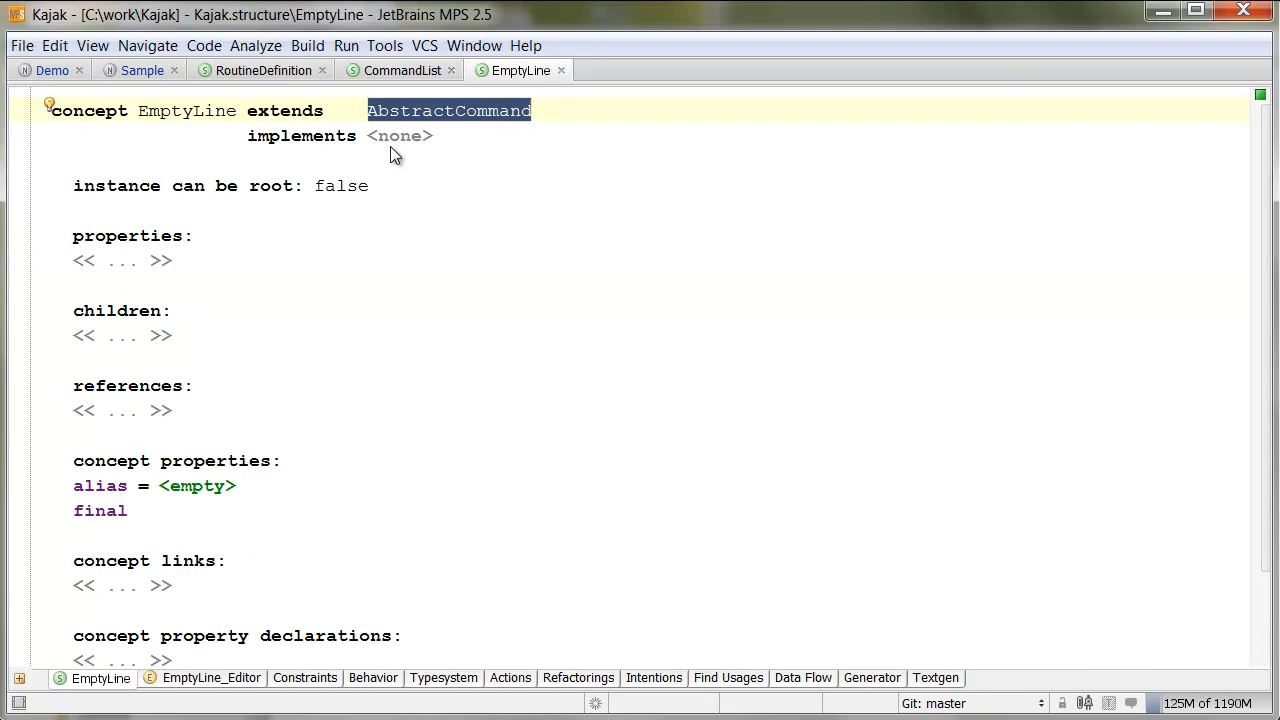 Kajak - [C:\work\Kajak] - Kajak.structure\EmptyLine - JetBrains MPS 2.5
File Edit View Navigate Code Analyze Build Run Tools VCS Window Help
Demo Sample RoutineDefinition CommandList EmptyLine
concept EmptyLine extends AbstractCommand
implements <none>
instance can be root: false
properties:
<< ... >>
children:
<< ... >>
references:
<< ... >>
concept properties:
alias = <empty>
final
concept links:
<< ... >>
concept property declarations:
<< ... >>
EmptyLine EmptyLine_Editor Constraints Behavior Typesystem Actions Refactorings Intentions Find Usages Data Flow Generator Textgen
Git: master 125M of 1190M